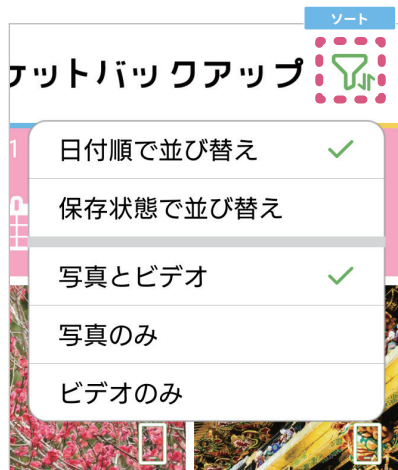 ソート
ケットバックアップ
1
日付順で並び替え
保存状態で並び替え
写真とビデオ
写真のみ
ビデオのみ